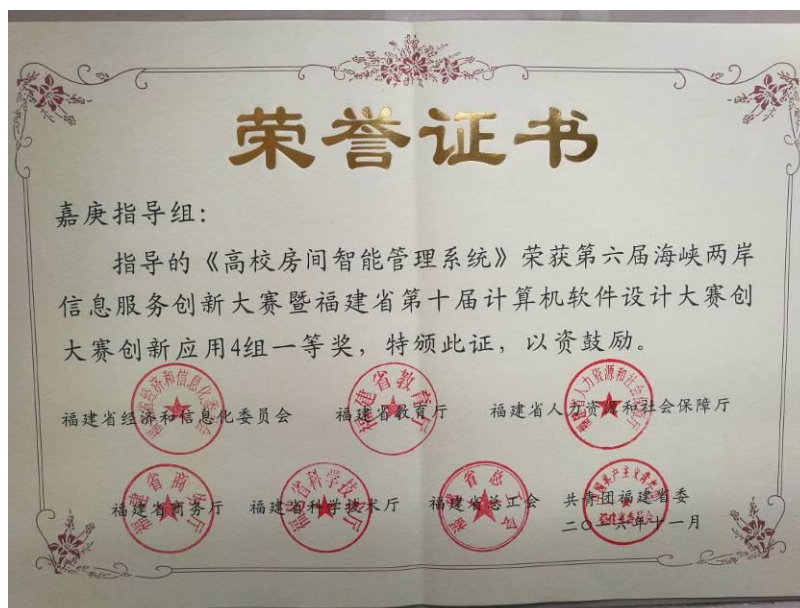 荣誉证书
嘉庚指导组：
指导的《高校房间智能管理系统》荣获第六届海峡两岸
信息服务创新大赛暨福建省第十届计算机软件设计大赛创
大赛创新应用4组一等奖，特颁此证，以资鼓励。
福建省经济和信息化委员会 福建省教育厅 福建省人力资源和社会保障厅
福建省商务厅 福建省科学技术厅 福建省总工会 共青团福建省委
二〇一六年十一月